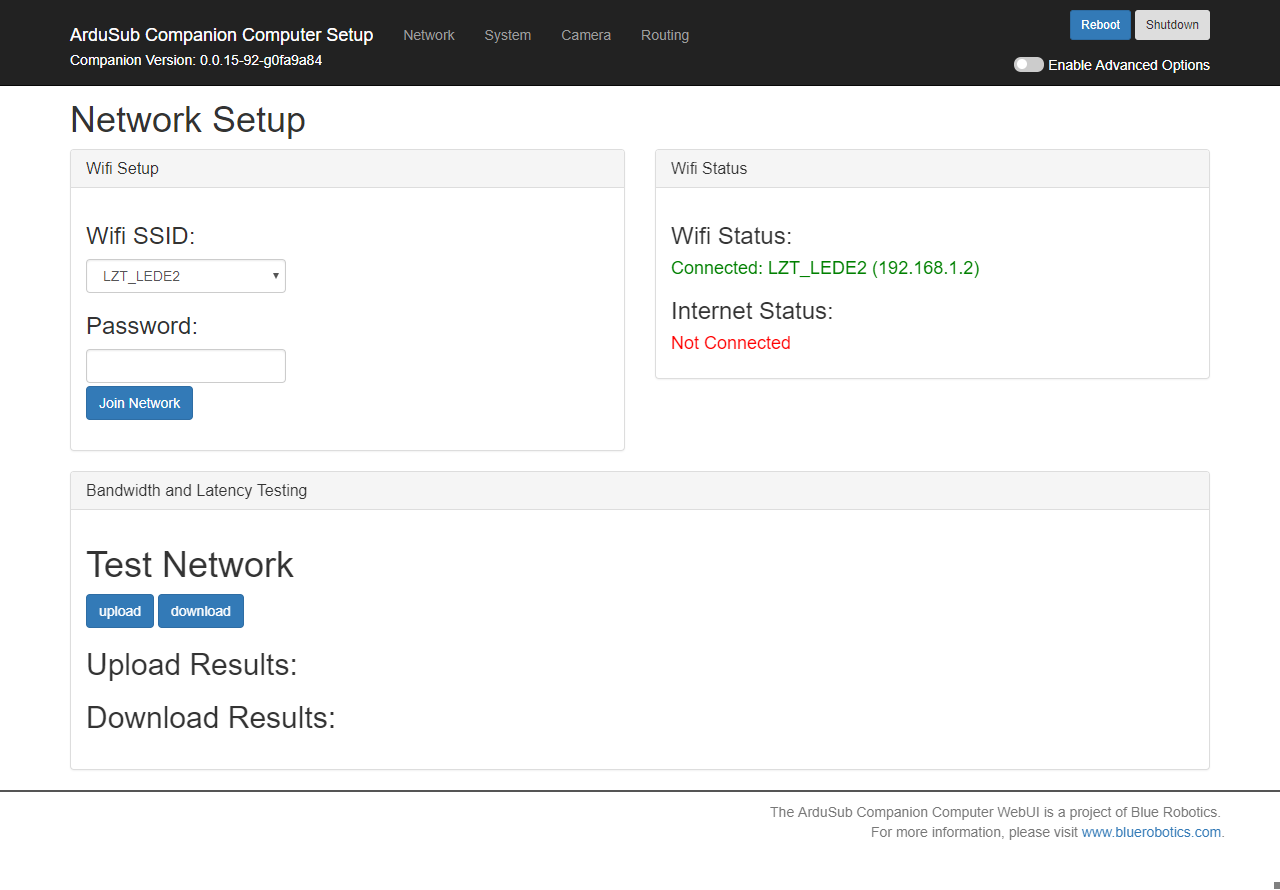 ArduSub Companion Computer Setup Network System Camera Routing
Reboot Shutdown
Companion Version: 0.0.15-92-g0fa9a84
Enable Advanced Options
Network Setup
Wifi Setup
Wifi SSID:
LZT_LEDE2
Password:
Join Network
Wifi Status
Wifi Status:
Connected: LZT_LEDE2 (192.168.1.2)
Internet Status:
Not Connected
Bandwidth and Latency Testing
Test Network
upload download
Upload Results:
Download Results:
The ArduSub Companion Computer WebUI is a project of Blue Robotics.
For more information, please visit www.bluerobotics.com.